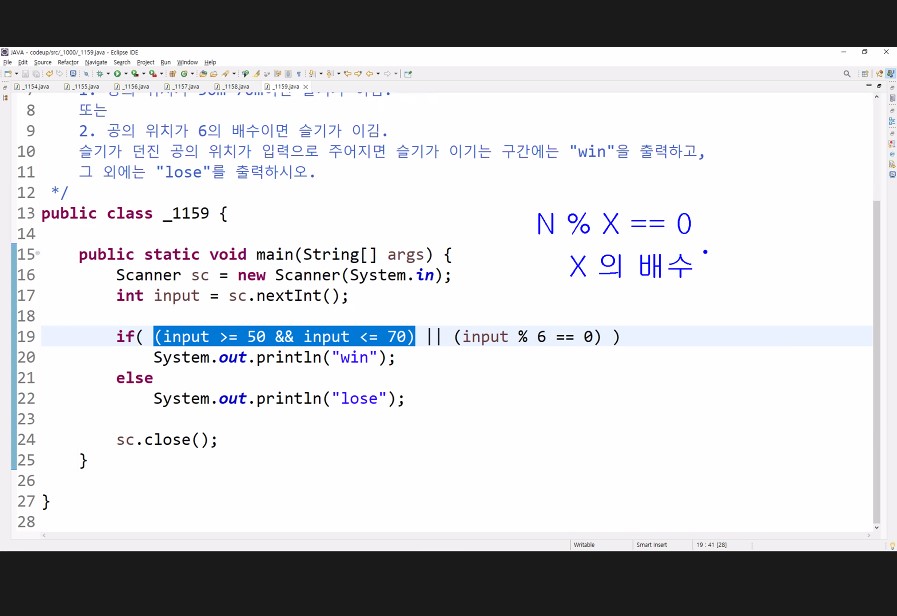 JAVA - codeup/src/_1000/_1159.java - Eclipse IDE
File Edit Source Refactor Navigate Search Project Run Window Help
_1154.java _1155.java _1156.java _1157.java _1158.java _1159.java
8 또는
9 2. 공의 위치가 6의 배수이면 슬기가 이김.
10 슬기가 던진 공의 위치가 입력으로 주어지면 슬기가 이기는 구간에는 "win"을 출력하고,
11 그 외에는 "lose"를 출력하시오.
12 */
13 public class _1159 {
14
15 public static void main(String[] args) {
16 Scanner sc = new Scanner(System.in);
17 int input = sc.nextInt();
18
19 if( (input >= 50 && input <= 70) || (input % 6 == 0) )
20 System.out.println("win");
21 else
22 System.out.println("lose");
23
24 sc.close();
25 }
26
27 }
28
N % X == 0
X 의 배수
Writable Smart Insert 19 : 41 [28]